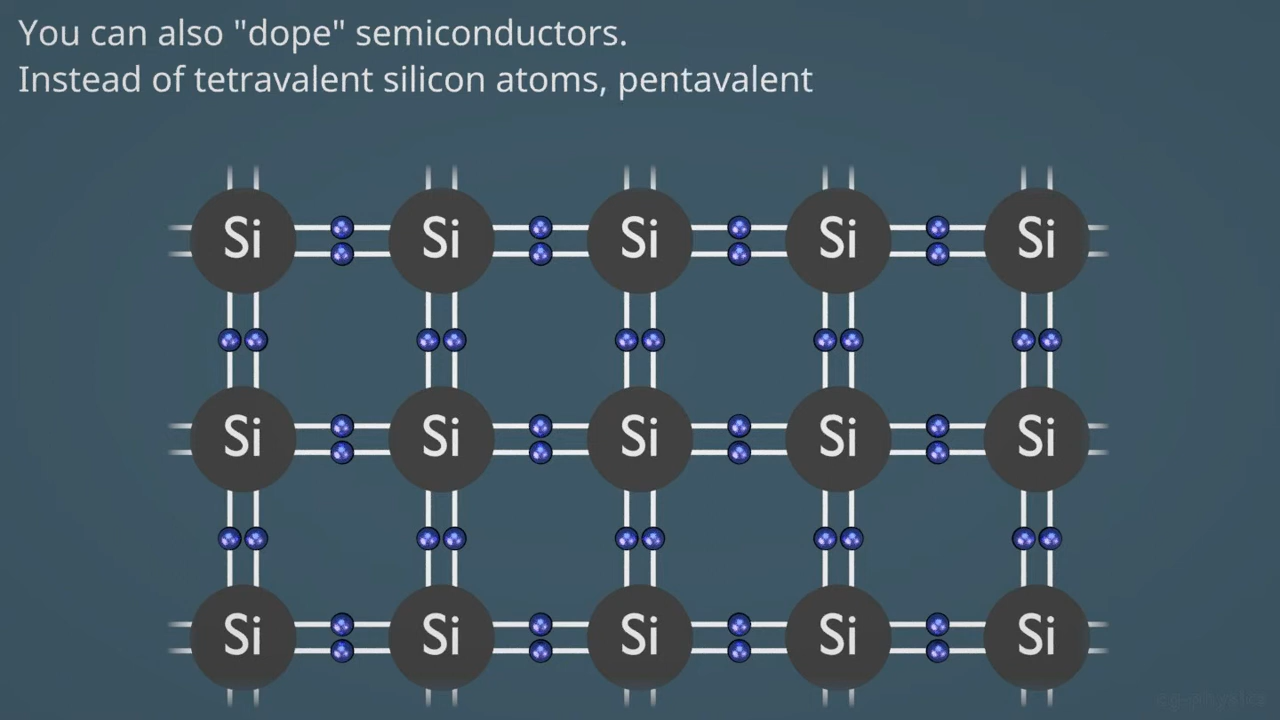 You can also "dope" semiconductors.
Instead of tetravalent silicon atoms, pentavalent
Si Si Si Si Si
Si Si Si Si Si
Si Si Si Si Si